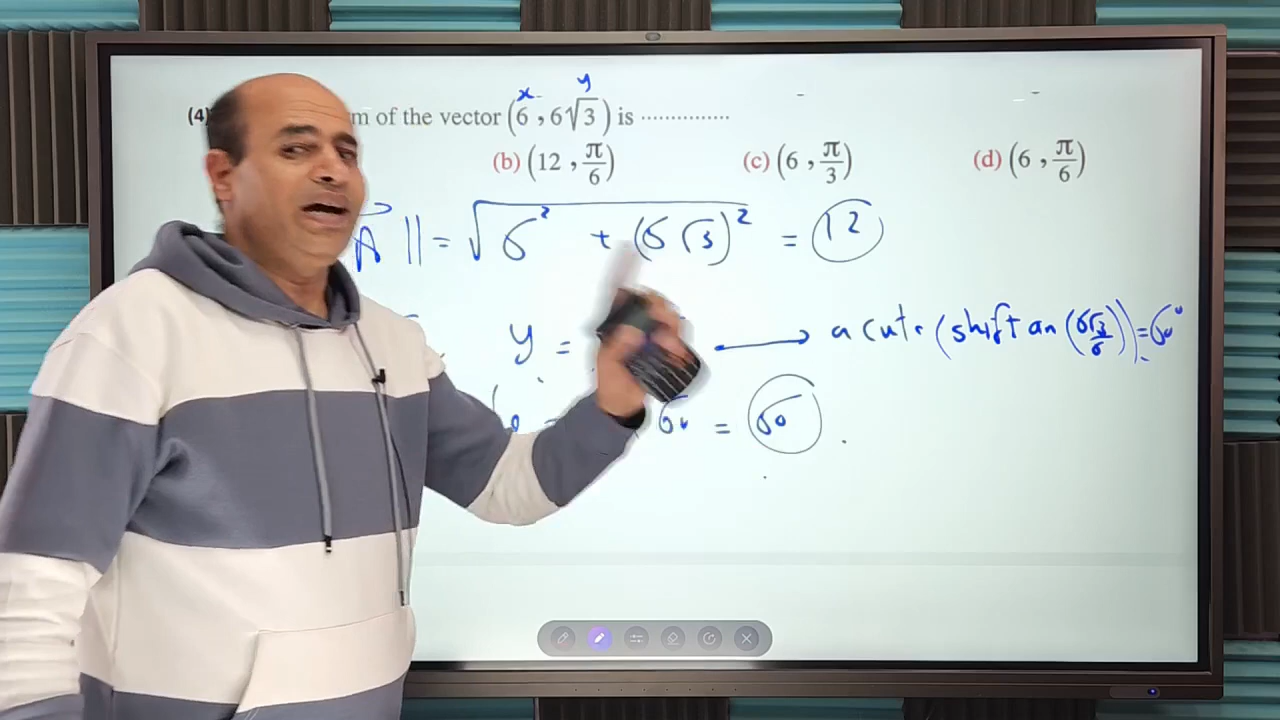 x y
(4) m of the vector (6 , 6√3) is ..............
(b) (12 , π/6) (c) (6 , π/3) (d) (6 , π/6)
A || = √6² + (6√3)² = 12
y = → acute (shift tan (6√3/6)) = 60°
= 60 = 60